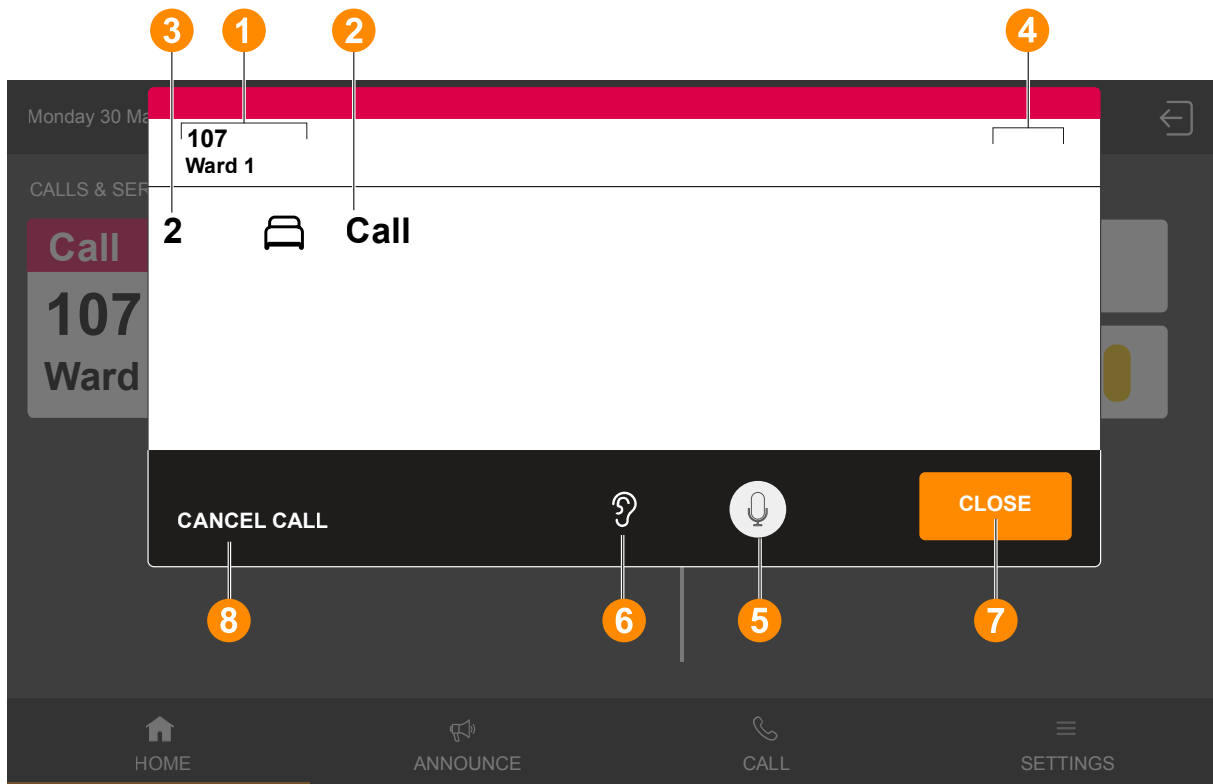 3 1 2 4
Monday 30 Ma
107
Ward 1
CALLS & SER
2 Call
Call
107
Ward
CANCEL CALL
CLOSE
8 6 5 7
HOME ANNOUNCE CALL SETTINGS